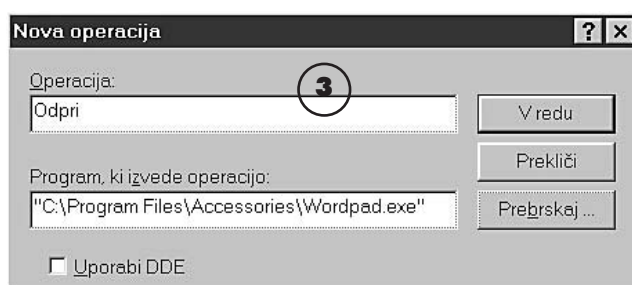 Nova operacija
Operacija:
3
Odpri
V redu
Prekliči
Program, ki izvede operacijo:
"C:\Program Files\Accessories\Wordpad.exe"
Prebrskaj ...
Uporabi DDE